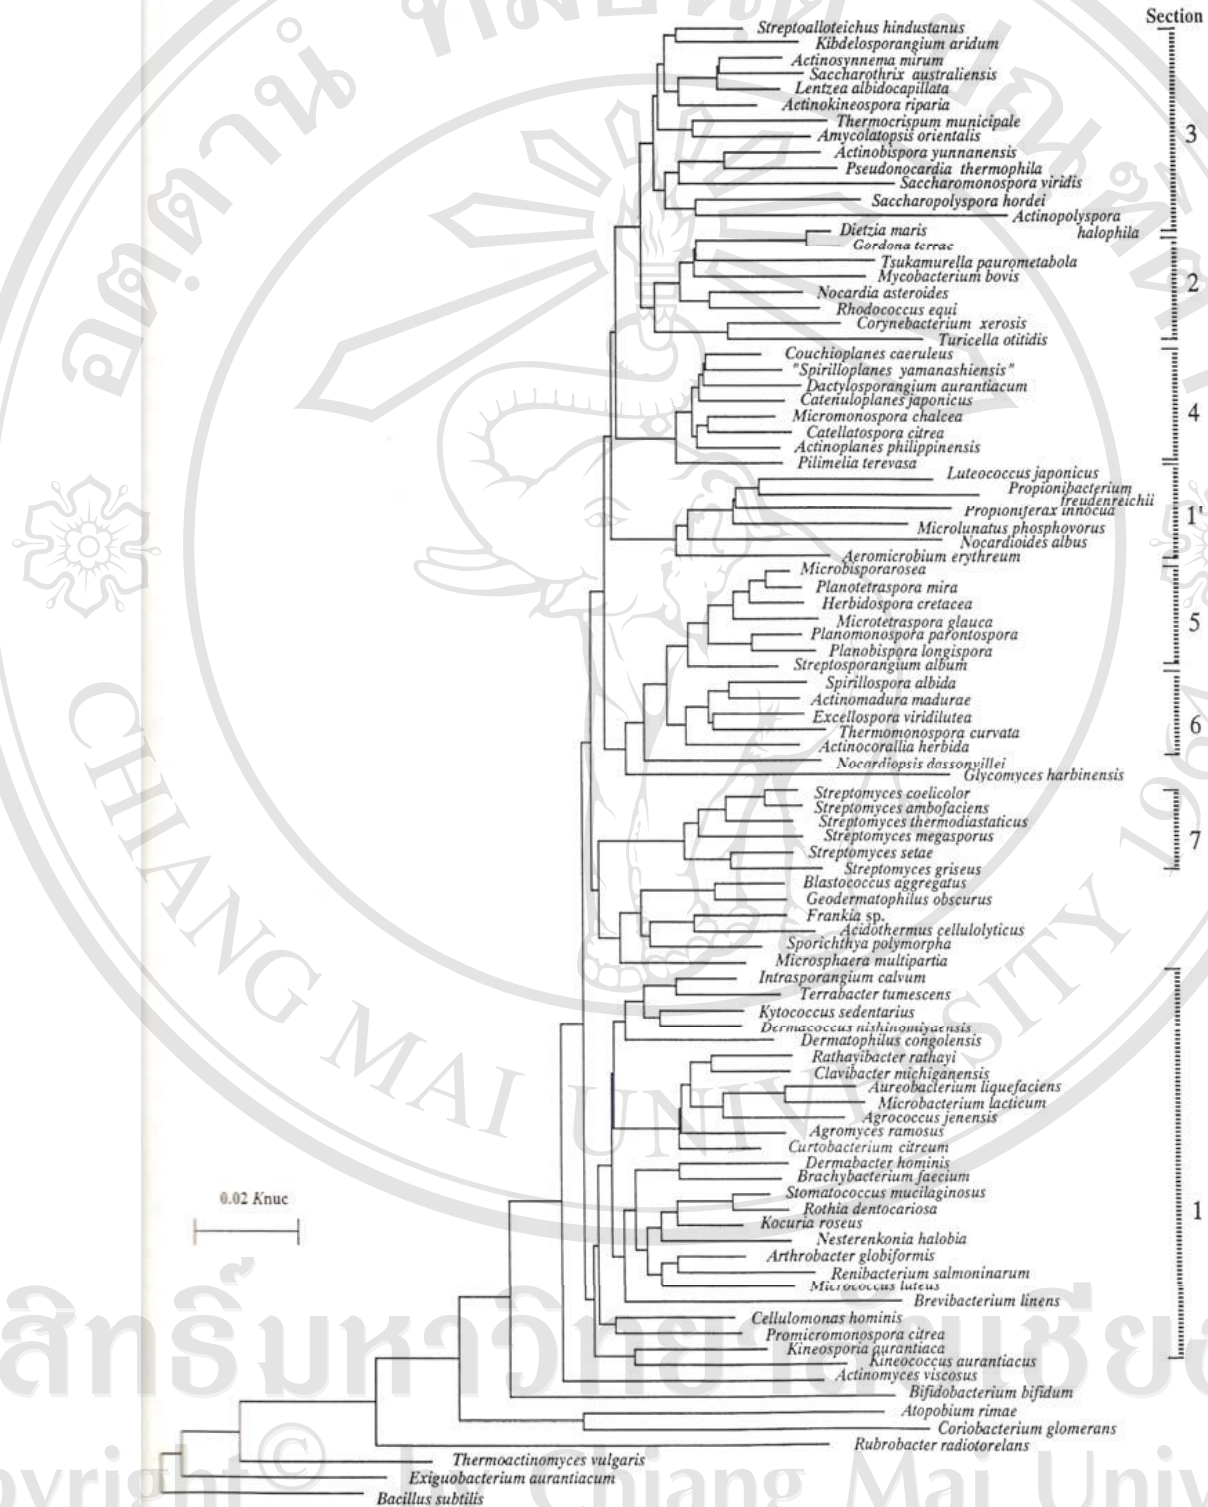 Section
Streptoalloteichus hindustanus
Kibdelosporangium aridum
Actinosynnema mirum
Saccharothrix australiensis
Lentzea albidocapillata
Actinokineospora riparia
Thermocrispum municipale
3
Amycolatopsis orientalis
Actinobispora yunnanensis
Pseudonocardia thermophila
Saccharomonospora viridis
Saccharopolyspora hordei
Actinopolyspora
halophila
Dietzia maris
Gordona terrae
Tsukamurella paurometabola
Mycobacterium bovis
2
Nocardia asteroides
Rhodococcus equi
Corynebacterium xerosis
Turicella otitidis
Couchioplanes caeruleus
"Spirilloplanes yamanashiensis"
Dactylosporangium aurantiacum
Catenuloplanes japonicus
4
Micromonospora chalcea
Catellatospora citrea
Actinoplanes philippinensis
Pilimelia terevasa
Luteococcus japonicus
Propionibacterium
freudenreichii
Propioniferax innocua
1'
Microlunatus phosphovorus
Nocardioides albus
Aeromicrobium erythreum
Microbisporarosea
Planotetraspora mira
Herbidospora cretacea
Microtetraspora glauca
5
Planomonospora parontospora
Planobispora longispora
Streptosporangium album
Spirillospora albida
Actinomadura madurae
Excellospora viridilutea
6
Thermomonospora curvata
Actinocorallia herbida
Nocardiopsis dassonvillei
Glycomyces harbinensis
Streptomyces coelicolor
Streptomyces ambofaciens
Streptomyces thermodiastaticus
Streptomyces megasporus
7
Streptomyces setae
Streptomyces griseus
Blastococcus aggregatus
Geodermatophilus obscurus
Frankia sp.
Acidothermus cellulolyticus
Sporichthya polymorpha
Microsphaera multipartia
Intrasporangium calvum
Terrabacter tumescens
Kytococcus sedentarius
Dermacoccus nishinomiyaensis
Dermatophilus congolensis
Rathayibacter rathayi
Clavibacter michiganensis
Aureobacterium liquefaciens
Microbacterium lacticum
Agrococcus jenensis
Agromyces ramosus
Curtobacterium citreum
Dermabacter hominis
Brachybacterium faecium
Stomatococcus mucilaginosus
0.02 Knuc
Rothia dentocariosa
1
Kocuria roseus
Nesterenkonia halobia
Arthrobacter globiformis
Renibacterium salmoninarum
Micrococcus luteus
Brevibacterium linens
Cellulomonas hominis
Promicromonospora citrea
Kineosporia aurantiaca
Kineococcus aurantiacus
Actinomyces viscosus
Bifidobacterium bifidum
Atopobium rimae
Coriobacterium glomerans
Rubrobacter radiotorelans
Thermoactinomyces vulgaris
Exiguobacterium aurantiacum
Bacillus subtilis
CHIANG MAI UNIVERSITY 1964
© by Chiang Mai